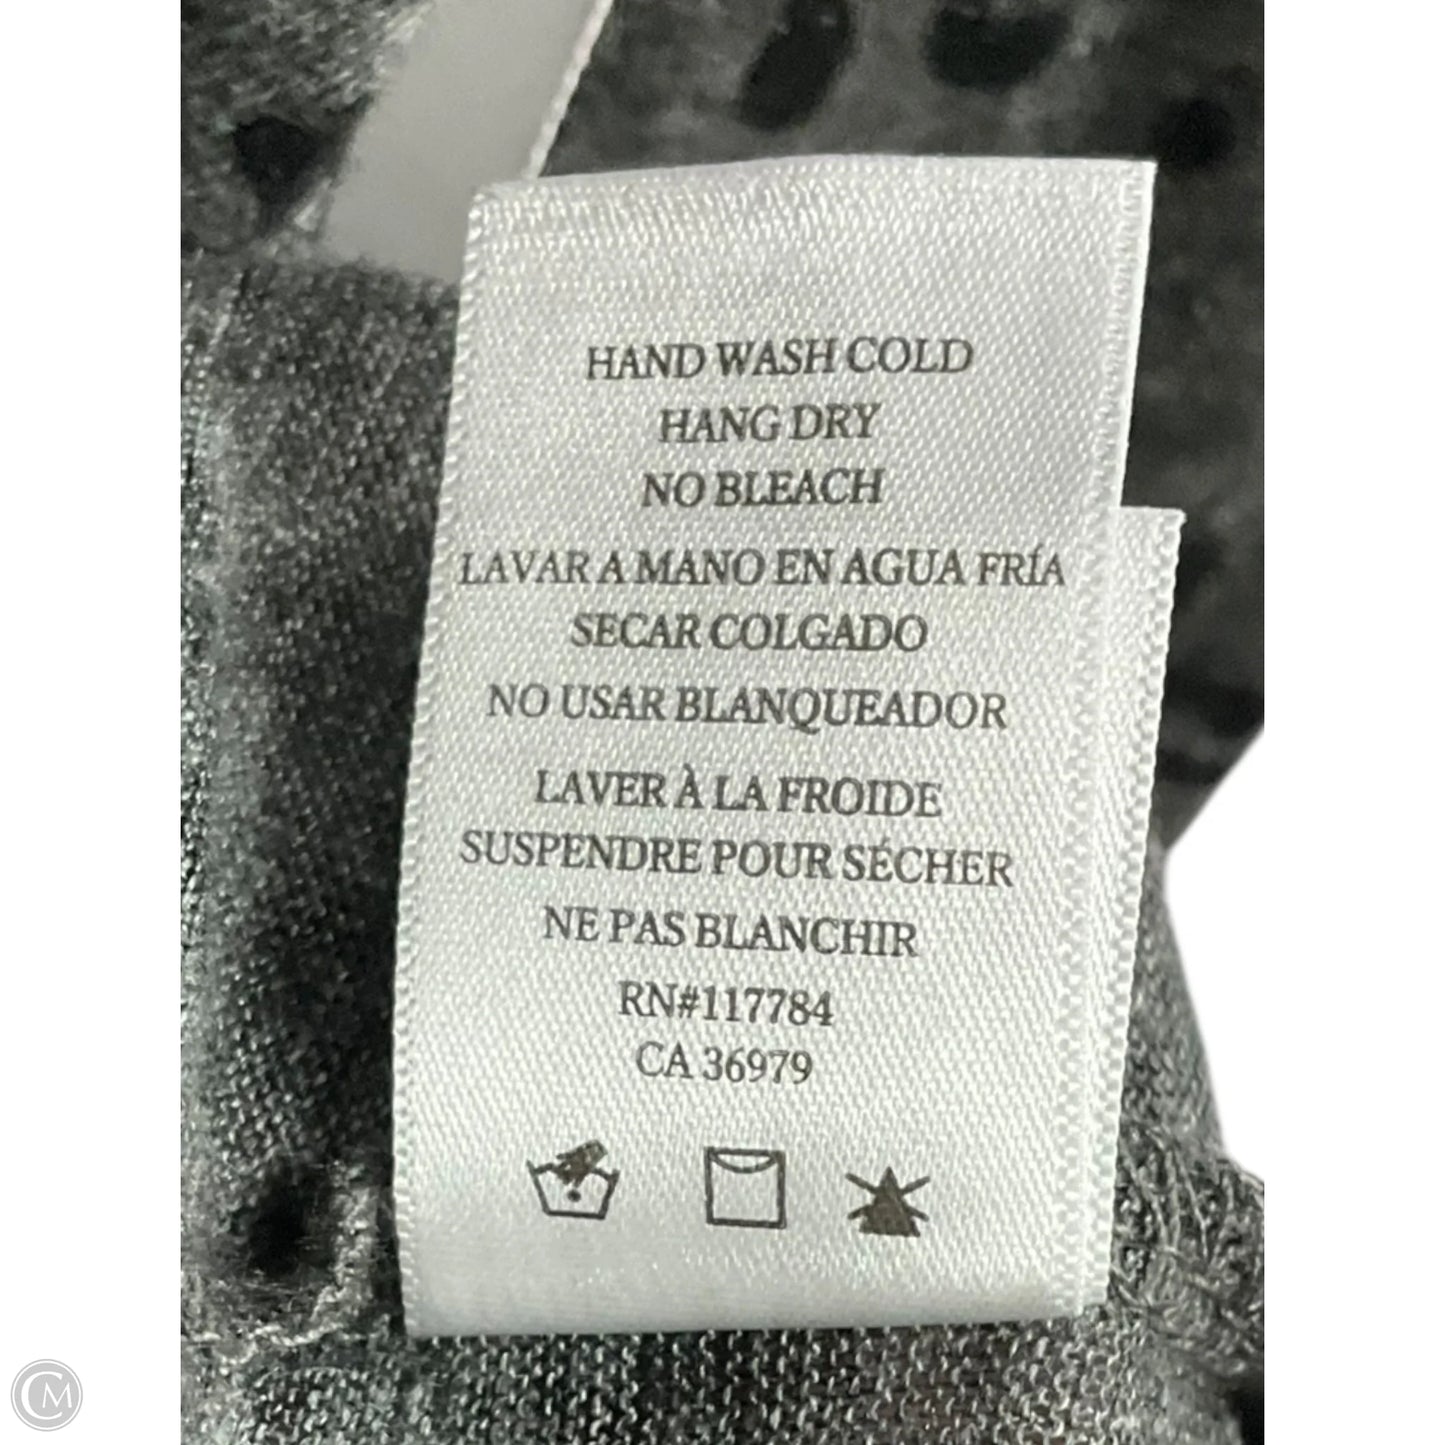 HAND WASH COLD
HANG DRY
NO BLEACH
LAVAR A MANO EN AGUA FRÍA
SECAR COLGADO
NO USAR BLANQUEADOR
LAVER À LA FROIDE
SUSPENDRE POUR SÉCHER
NE PAS BLANCHIR
RN#117784
CA 36979
CM